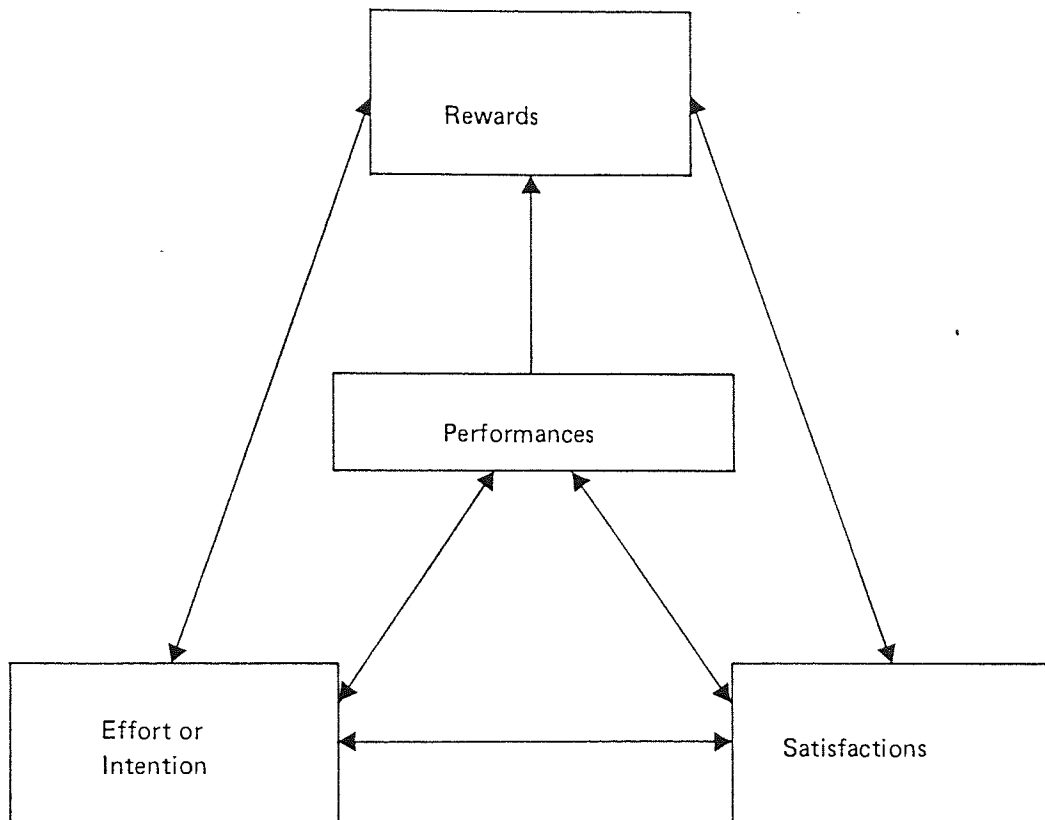 Rewards
Performances
Effort or
Intention
Satisfactions